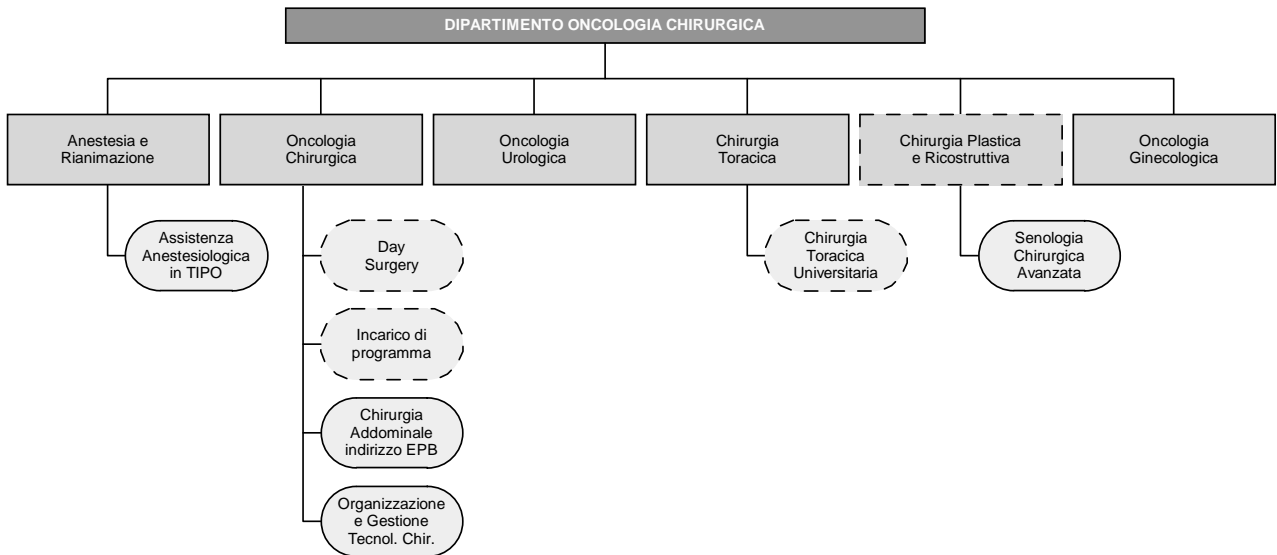 DIPARTIMENTO ONCOLOGIA CHIRURGICA
Anestesia e
Rianimazione
Oncologia
Chirurgica
Oncologia
Urologica
Chirurgia
Toracica
Chirurgia Plastica
e Ricostruttiva
Oncologia
Ginecologica
Assistenza
Anestesiologica
in TIPO
Day
Surgery
Chirurgia
Toracica
Universitaria
Senologia
Chirurgica
Avanzata
Incarico di
programma
Chirurgia
Addominale
indirizzo EPB
Organizzazione
e Gestione
Tecnol. Chir.